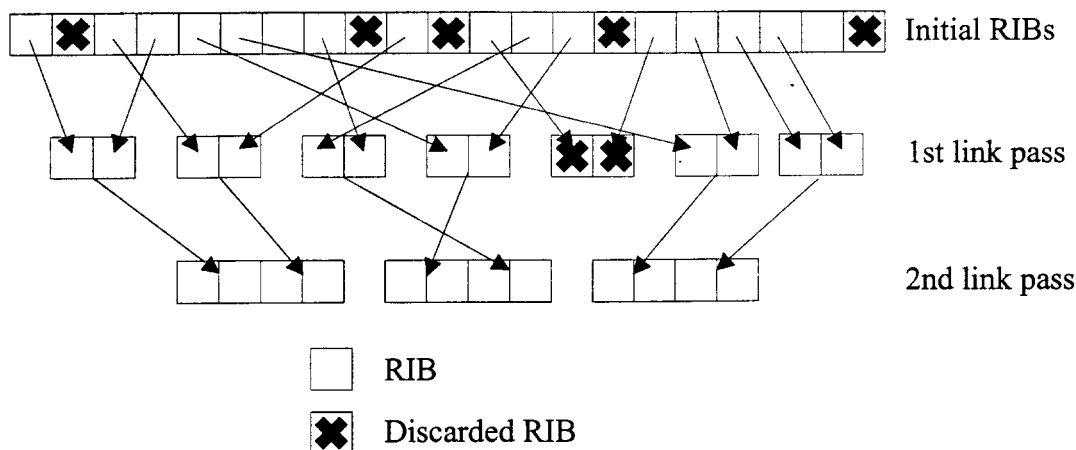 Initial RIBs
1st link pass
2nd link pass
RIB
Discarded RIB